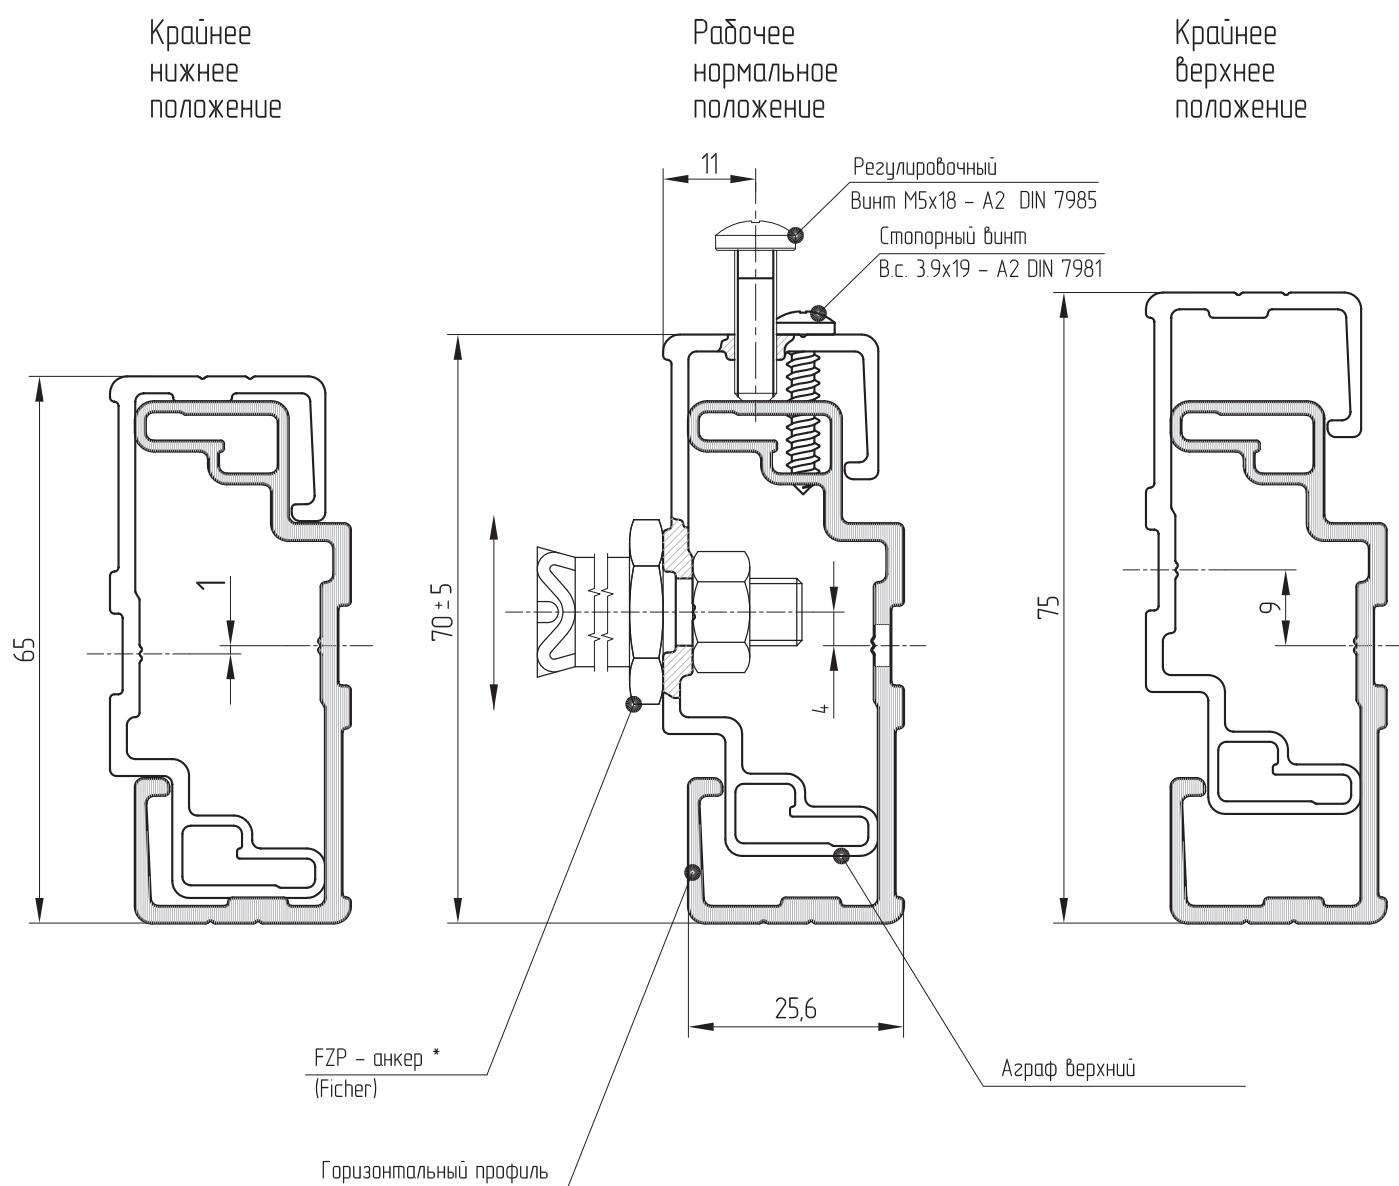 Крайнее
нижнее
положение
Рабочее
нормальное
положение
Крайнее
верхнее
положение
11
Регулировочный
Винт М5х18 – А2 DIN 7985
Стопорный винт
В.с. 3.9х19 – А2 DIN 7981
65
1
70±5
4
75
9
25,6
FZP – анкер *
(Ficher)
Аграф верхний
Горизонтальный профиль